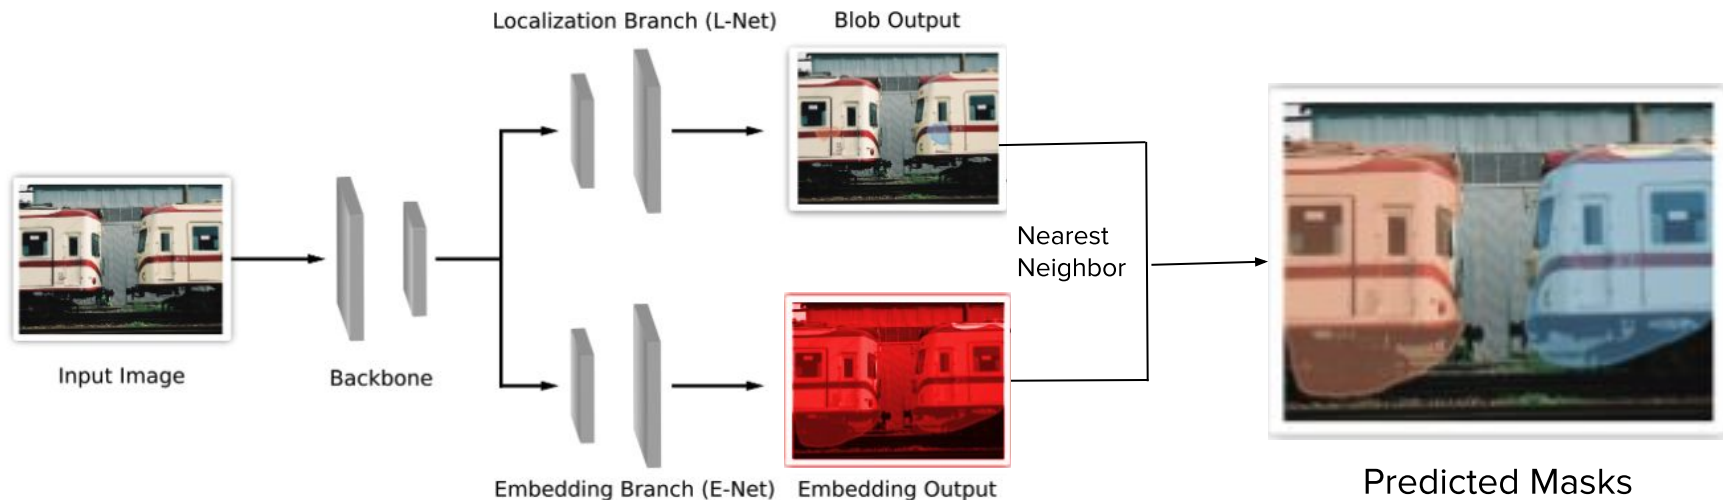 Localization Branch (L-Net)
Blob Output
Input Image
Backbone
Nearest
Neighbor
Embedding Branch (E-Net)
Embedding Output
Predicted Masks